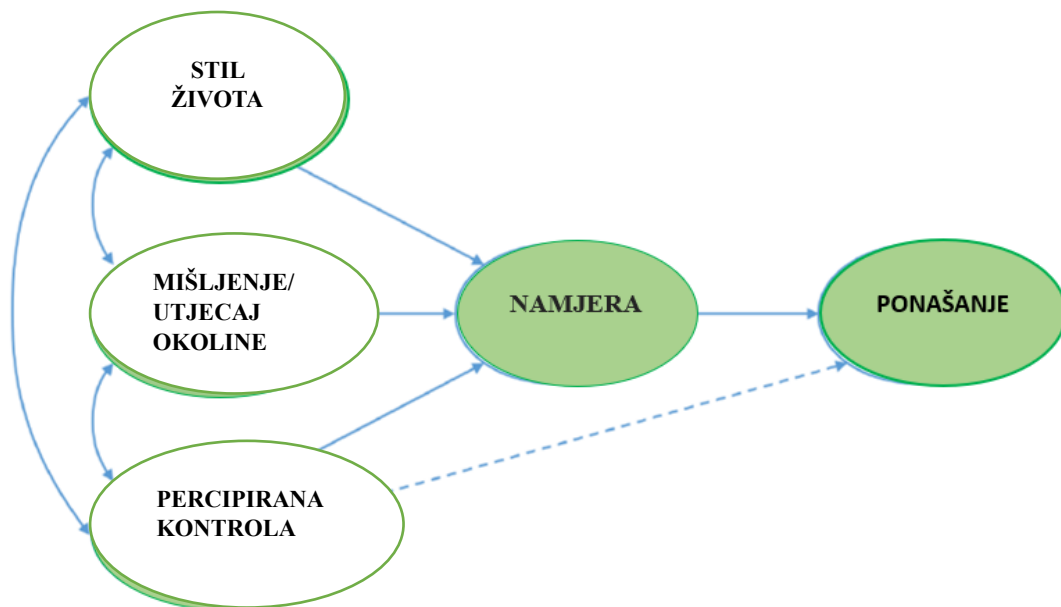 STIL
ŽIVOTA
MIŠLJENJE/
UTJECAJ
OKOLINE
NAMJERA
PONAŠANJE
PERCIPIRANA
KONTROLA